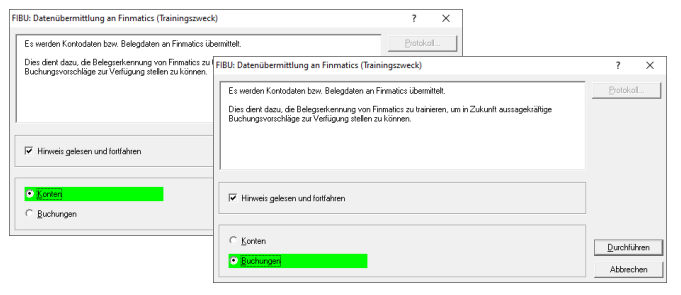 FIBU: Datenübermittlung an Finmatics (Trainingszweck)
Es werden Kontodaten bzw. Belegdaten an Finmatics übermittelt.
Protokoll...
Dies dient dazu, die Belegserkennung von Finmatics zu
Buchungsvorschläge zur Verfügung stellen zu können.
Hinweis gelesen und fortfahren
Konten
Buchungen
FIBU: Datenübermittlung an Finmatics (Trainingszweck)
Es werden Kontodaten bzw. Belegdaten an Finmatics übermittelt.
Protokoll...
Dies dient dazu, die Belegserkennung von Finmatics zu trainieren, um in Zukunft aussagekräftige
Buchungsvorschläge zur Verfügung stellen zu können.
Hinweis gelesen und fortfahren
Konten
Buchungen
Durchführen
Abbrechen